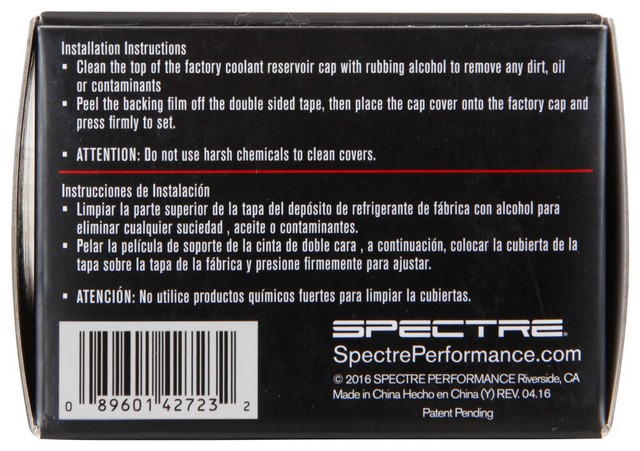 Installation Instructions
▪ Clean the top of the factory coolant reservoir cap with rubbing alcohol to remove any dirt, oil
or contaminants
▪ Peel the backing film off the double sided tape, then place the cap cover onto the factory cap and
press firmly to set.
▪ ATTENTION: Do not use harsh chemicals to clean covers.
Instrucciones de Instalación
▪ Limpiar la parte superior de la tapa del depósito de refrigerante de fábrica con alcohol para
eliminar cualquier suciedad , aceite o contaminantes.
▪ Pelar la película de soporte de la cinta de doble cara , a continuación, colocar la cubierta de la
tapa sobre la tapa de la fábrica y presione firmemente para ajustar.
▪ ATENCIÓN: No utilice productos químicos fuertes para limpiar la cubiertas.
0 89601 42723 2
SPECTRE®
SpectrePerformance.com
© 2016 SPECTRE PERFORMANCE Riverside, CA
Made in China Hecho en China (Y) REV. 04.16
Patent Pending